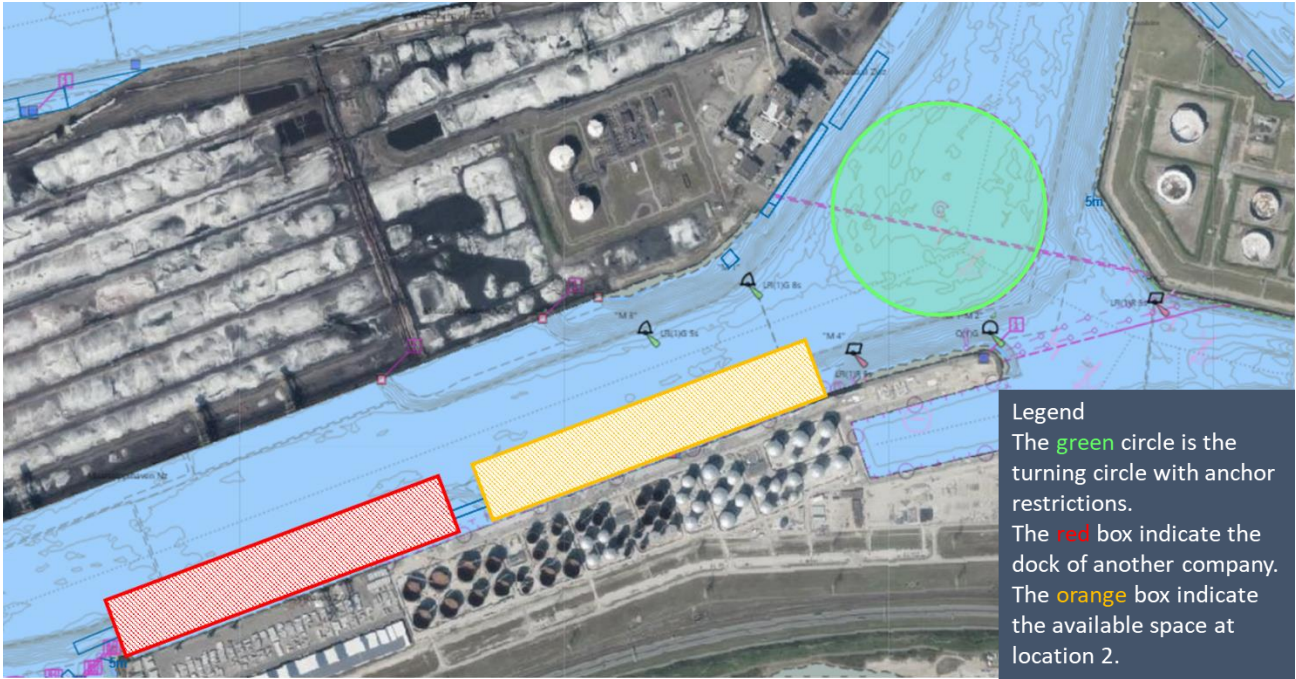 5m
"M 3"
"M 4"
5m
Legend
The green circle is the
turning circle with anchor
restrictions.
The red box indicate the
dock of another company.
The orange box indicate
the available space at
location 2.